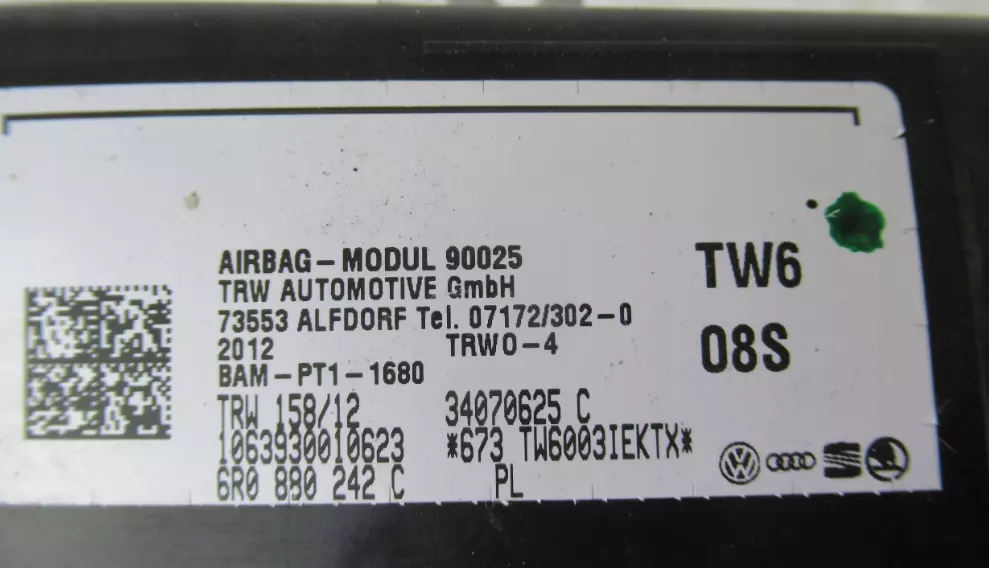 AIRBAG-MODUL 90025
TRW AUTOMOTIVE GmbH
73553 ALFDORF Tel. 07172/302-0
2012 TRWO-4
BAM-PT1-1680
TRW 158/12 34070625 C
1063930010623 *673 TW6003IEKTX*
6R0 880 242 C PL
TW6
08S